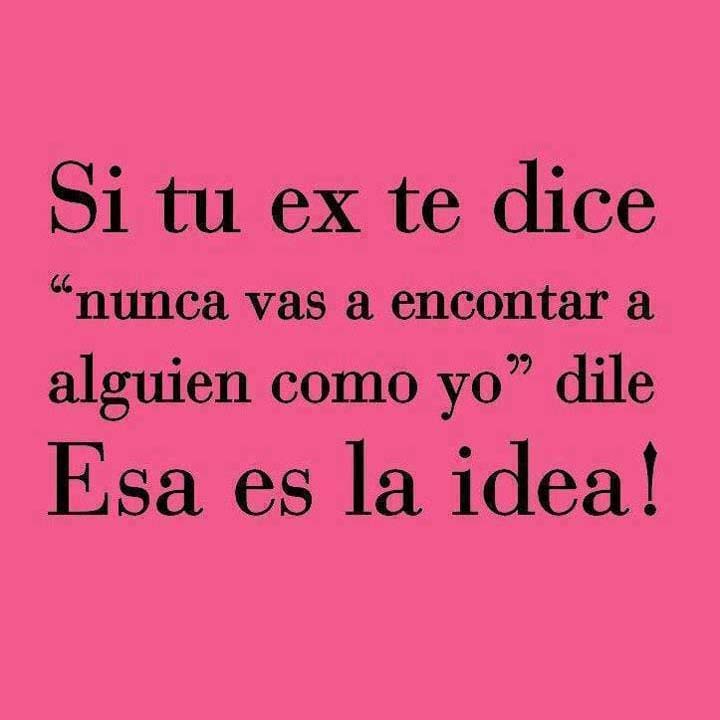 Si tu ex te dice
“nunca vas a encontar a
alguien como yo” dile
Esa es la idea!